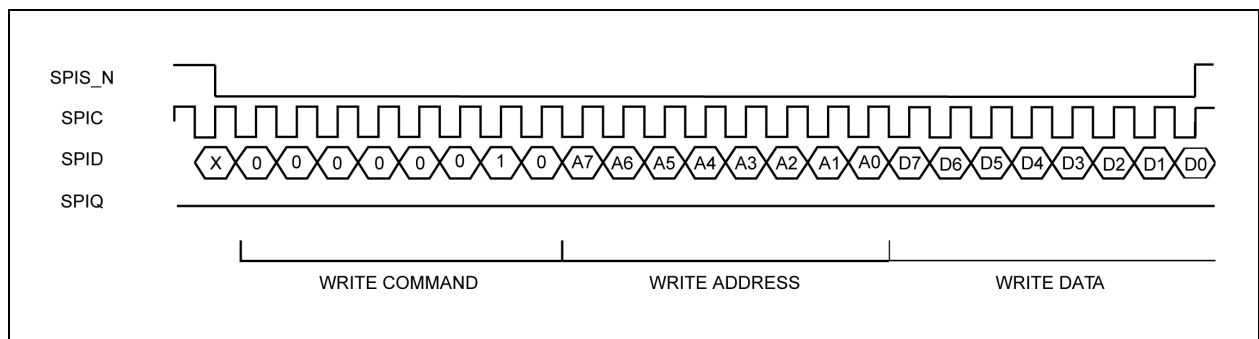 SPIS_N
SPIC
SPID X 0 0 0 0 0 0 1 0 A7 A6 A5 A4 A3 A2 A1 A0 D7 D6 D5 D4 D3 D2 D1 D0
SPIQ
WRITE COMMAND WRITE ADDRESS WRITE DATA